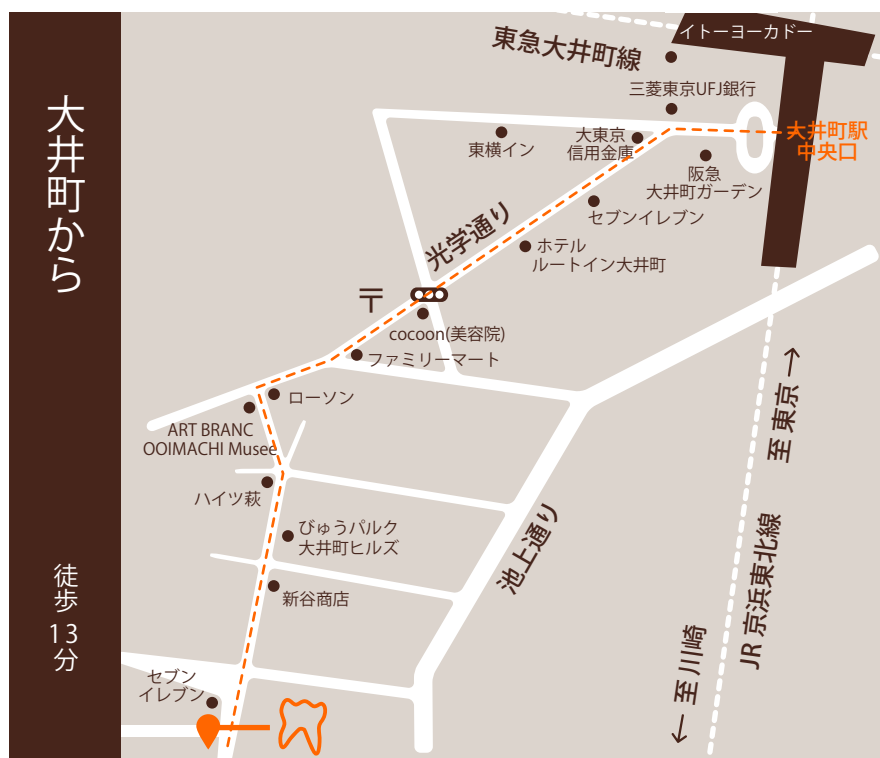 大井町から
徒歩
13
分
イトーヨーカドー
東急大井町線
三菱東京UFJ銀行
大井町駅
中央口
大東京
信用金庫
東横イン
阪急
大井町ガーデン
セブンイレブン
光学通り
ホテル
ルートイン大井町
〒
cocoon(美容院)
ファミリーマート
ローソン
ART BRANC
OOIMACHI Musee
ハイツ萩
びゅうパルク
大井町ヒルズ
新谷商店
セブン
イレブン
池上通り
至 東京 →
JR 京浜東北線
← 至 川崎